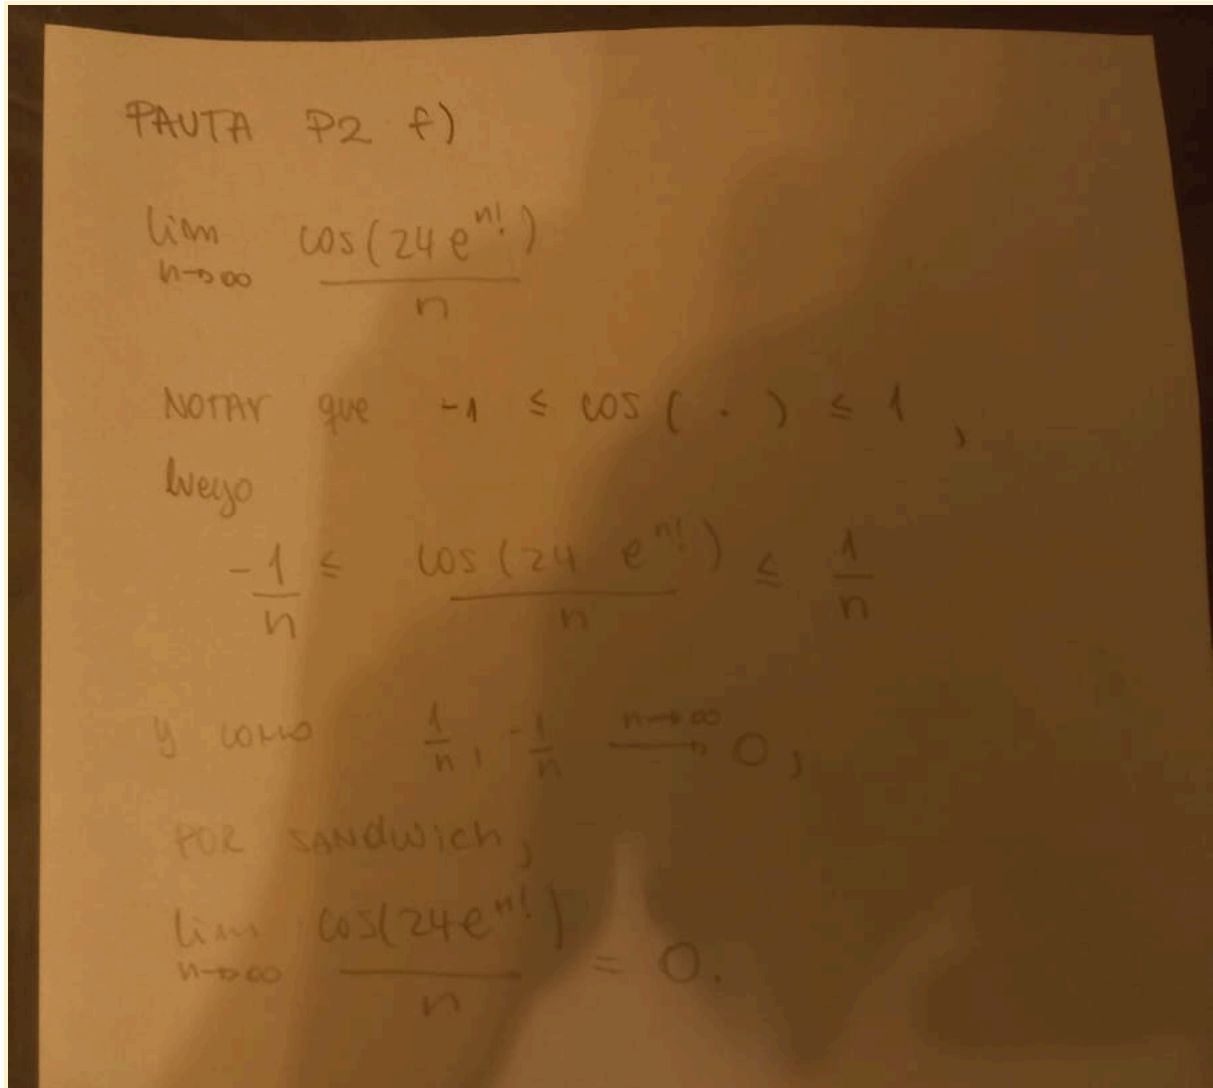 PAUTA P2 f)
lim n→∞ cos(24 e^{n!}) / n
NOTAR que -1 ≤ cos( · ) ≤ 1 ,
luego
-1/n ≤ cos(24 e^{n!}) / n ≤ 1/n
y como 1/n, -1/n n→∞ ⟶ 0 ,
POR SANDWICH,
lim n→∞ cos(24e^{n!}) / n = 0.